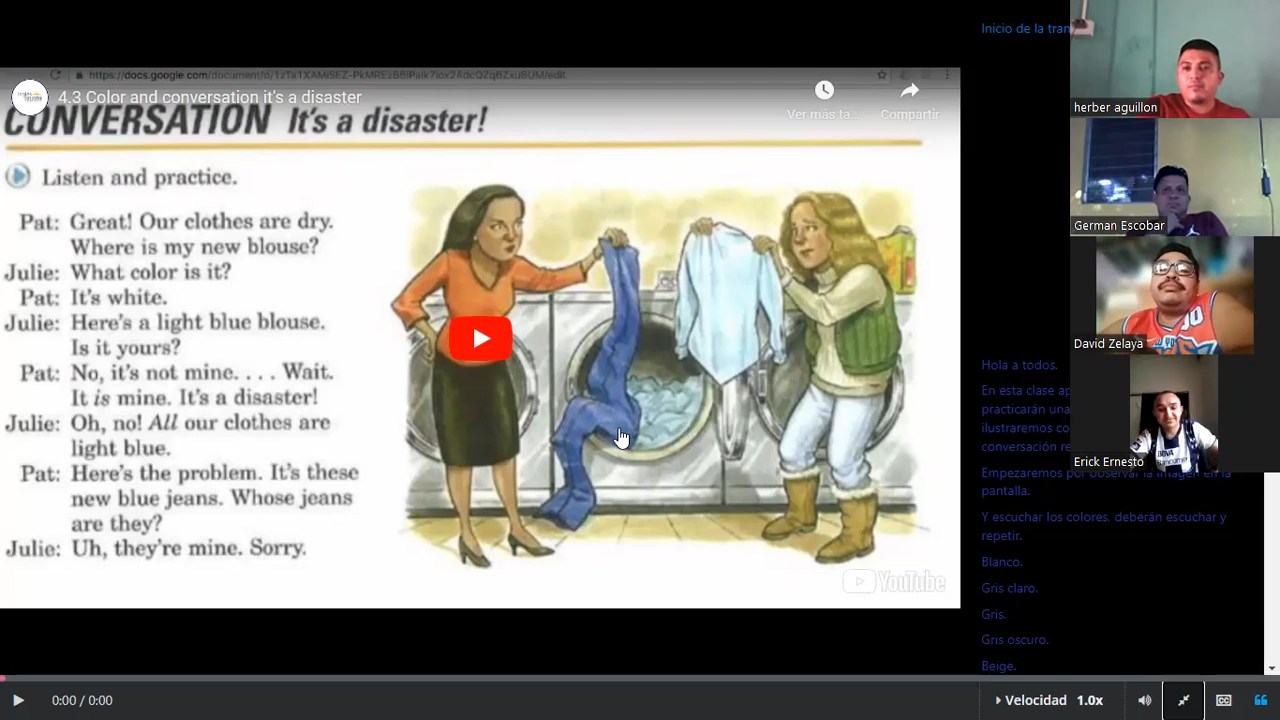 Inicio de la tran
https://docs.google.com/document/d/
4.3 Color and conversation it's a disaster
Ver más ta...
Compartir
CONVERSATION It's a disaster!
Listen and practice.
Pat: Great! Our clothes are dry.
Where is my new blouse?
Julie: What color is it?
Pat: It's white.
Julie: Here's a light blue blouse.
Is it yours?
Pat: No, it's not mine. . . . Wait.
It is mine. It's a disaster!
Julie: Oh, no! All our clothes are
light blue.
Pat: Here's the problem. It's these
new blue jeans. Whose jeans
are they?
Julie: Uh, they're mine. Sorry.
YouTube
herber aguillon
German Escobar
David Zelaya
Erick Ernesto
Hola a todos.
En esta clase ap
practicarán una
ilustraremos co
conversación re
Empezaremos por observar la imagen en la
pantalla.
Y escuchar los colores, deberán escuchar y
repetir.
Blanco.
Gris claro.
Gris.
Gris oscuro.
Beige.
0:00 / 0:00
Velocidad 1.0x
CC